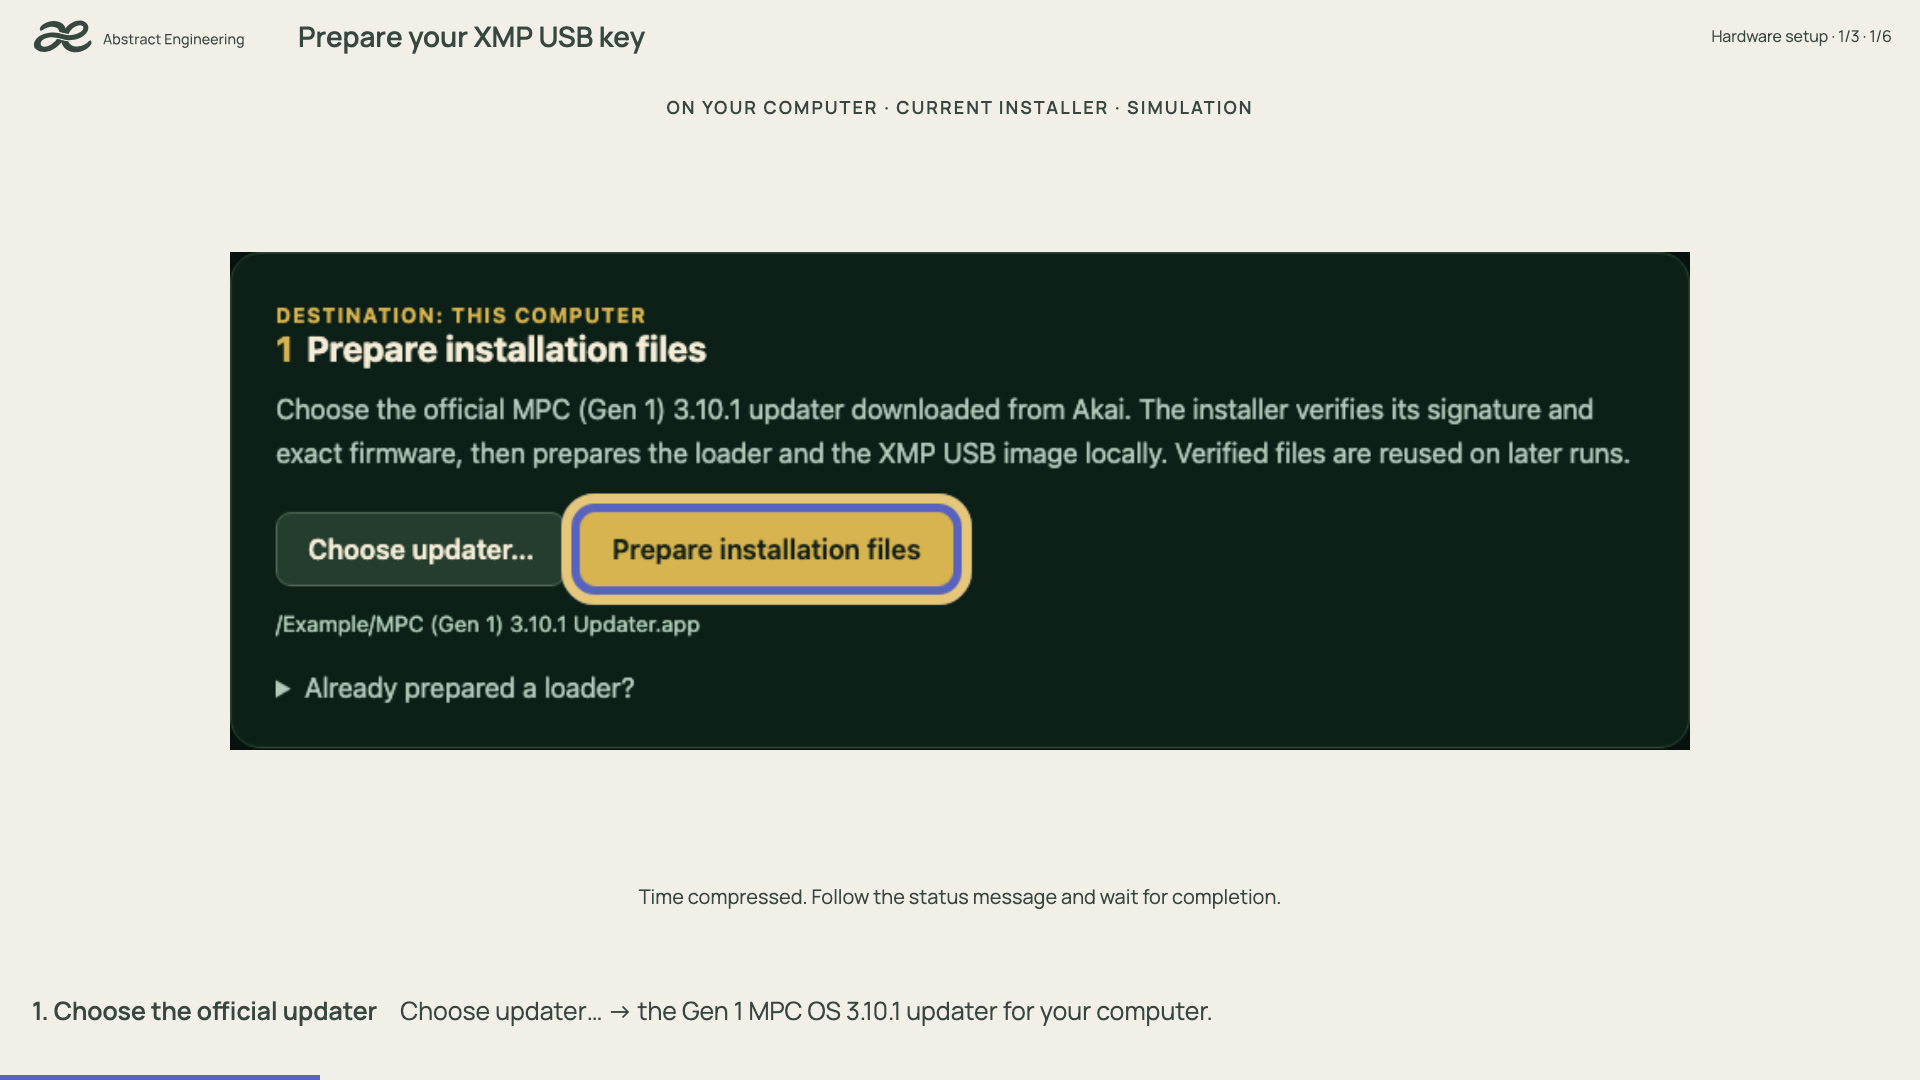 Abstract Engineering
Prepare your XMP USB key
Hardware setup · 1/3 · 1/6
ON YOUR COMPUTER · CURRENT INSTALLER · SIMULATION
DESTINATION: THIS COMPUTER
1 Prepare installation files
Choose the official MPC (Gen 1) 3.10.1 updater downloaded from Akai. The installer verifies its signature and
exact firmware, then prepares the loader and the XMP USB image locally. Verified files are reused on later runs.
Choose updater...
Prepare installation files
/Example/MPC (Gen 1) 3.10.1 Updater.app
▶ Already prepared a loader?
Time compressed. Follow the status message and wait for completion.
1. Choose the official updater Choose updater… → the Gen 1 MPC OS 3.10.1 updater for your computer.